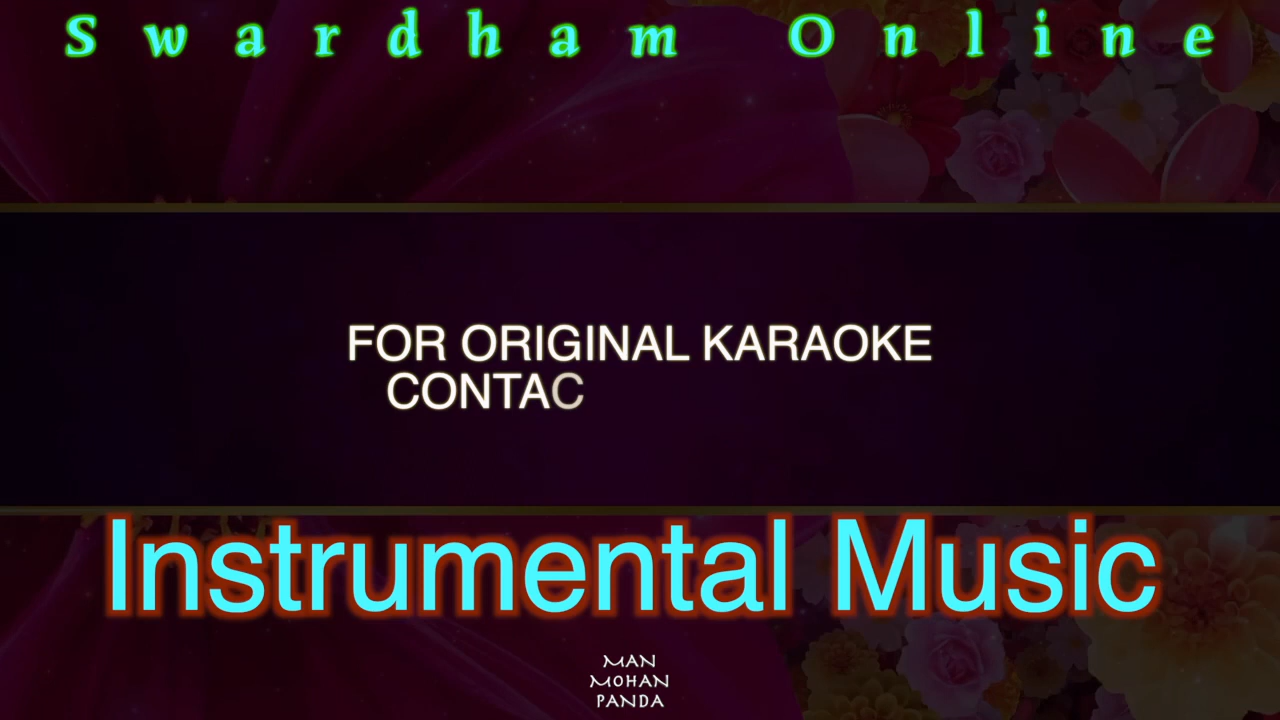 Swardham Online
FOR ORIGINAL KARAOKE
CONTAC
Instrumental Music
MAN
MOHAN
PANDA